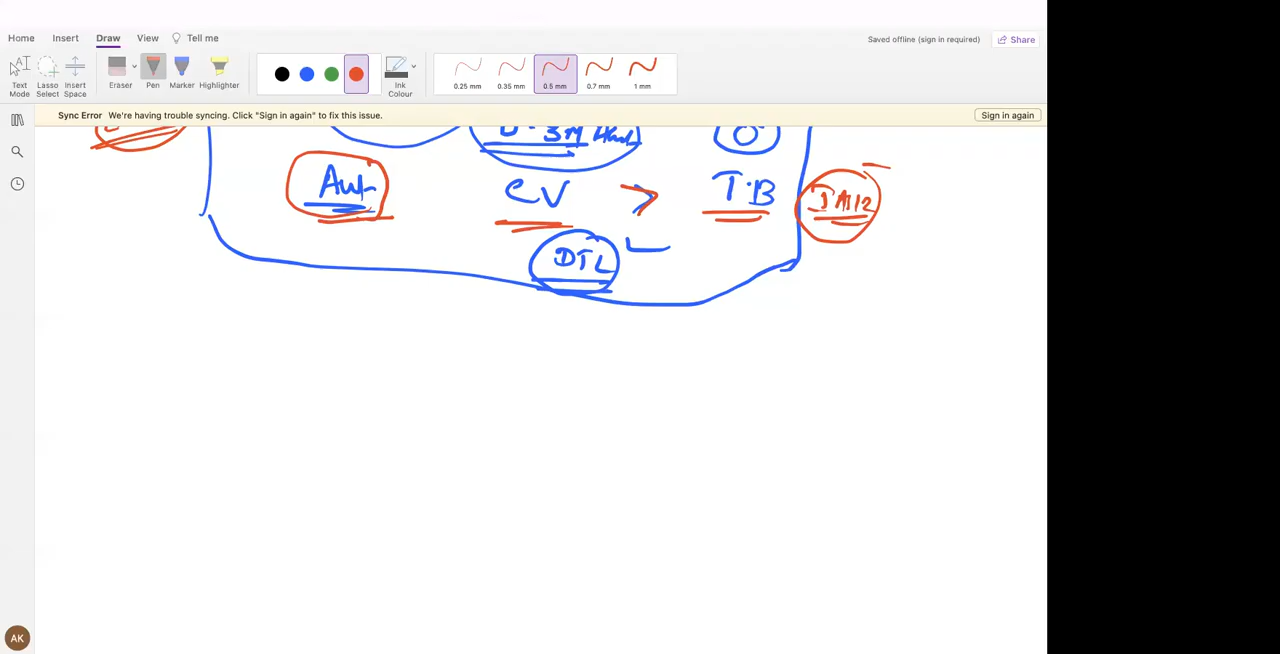 Home Insert Draw View Tell me Saved offline (sign in required) Share
Text Mode Lasso Select Insert Space Eraser Pen Marker Highlighter Ink Colour 0.25 mm 0.35 mm 0.5 mm 0.7 mm 1 mm
Sync Error We're having trouble syncing. Click "Sign in again" to fix this issue. Sign in again
CV > T.B
DTL
AK